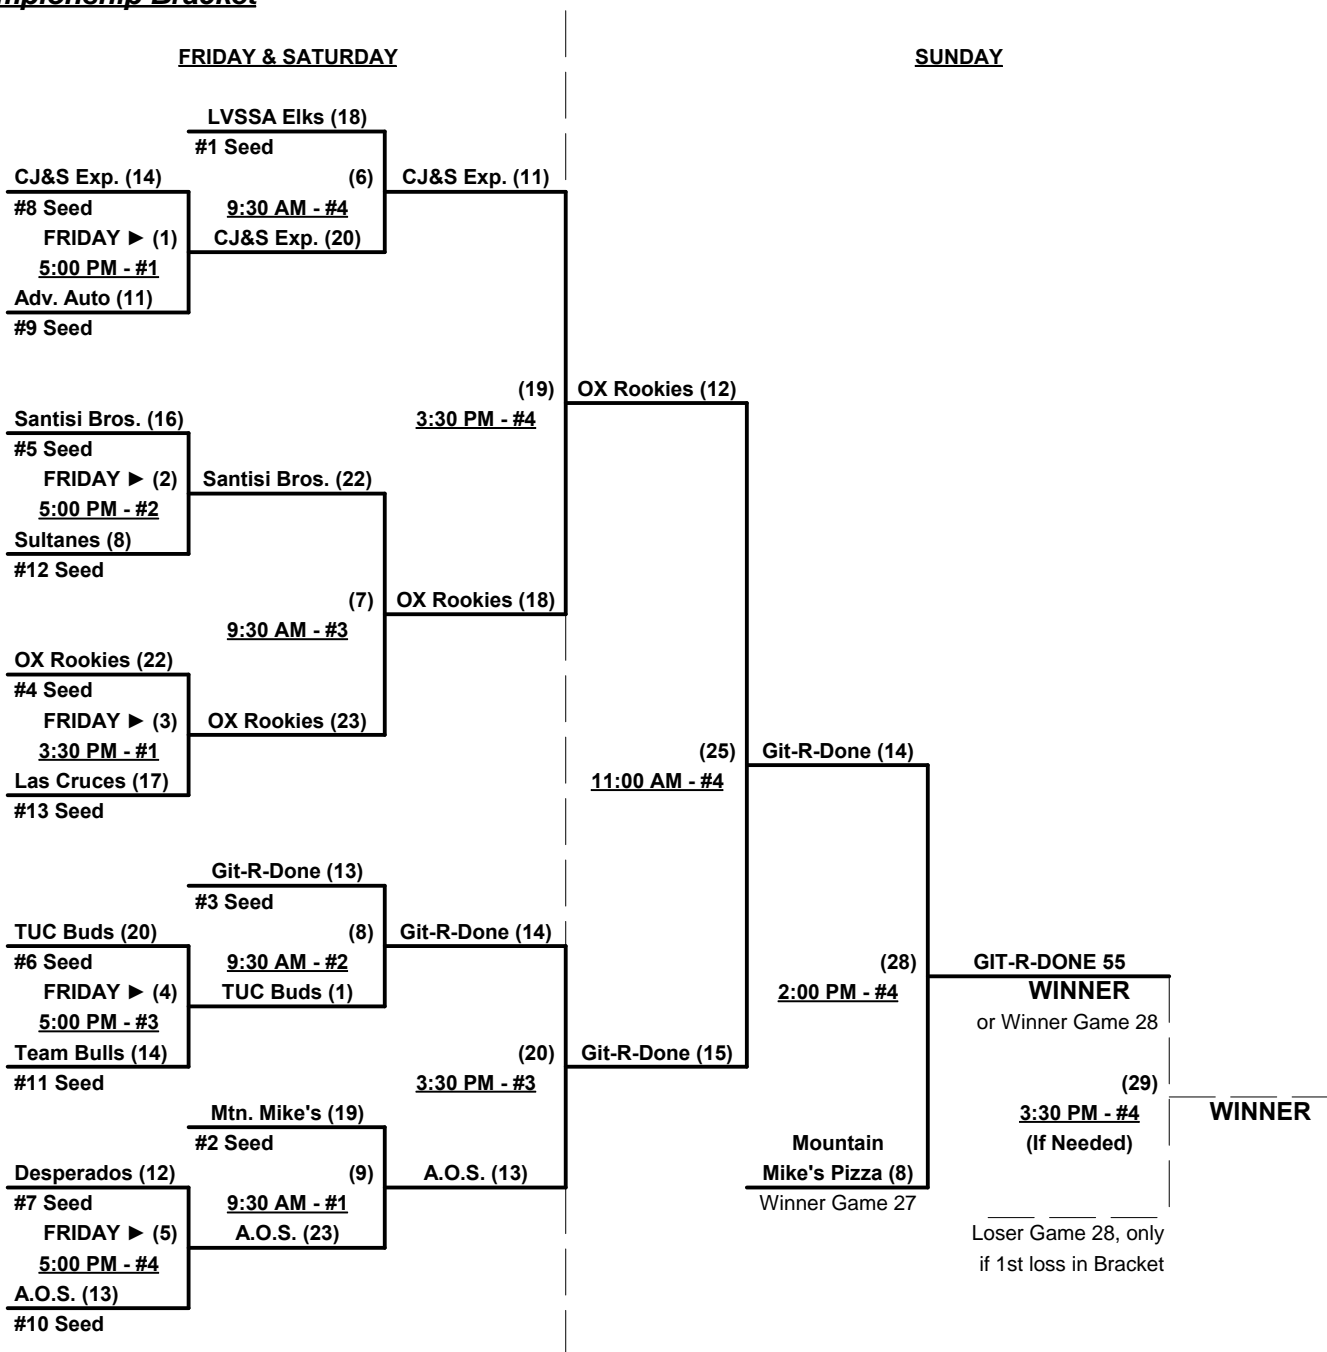 mpionship Bracket
FRIDAY & SATURDAY
SUNDAY
LVSSA Elks (18)
#1 Seed
CJ&S Exp. (14)
(6)
CJ&S Exp. (11)
#8 Seed
9:30 AM - #4
FRIDAY ► (1)
CJ&S Exp. (20)
5:00 PM - #1
Adv. Auto (11)
#9 Seed
(19)
OX Rookies (12)
Santisi Bros. (16)
3:30 PM - #4
#5 Seed
FRIDAY ► (2)
Santisi Bros. (22)
5:00 PM - #2
Sultanes (8)
#12 Seed
(7)
OX Rookies (18)
9:30 AM - #3
OX Rookies (22)
#4 Seed
FRIDAY ► (3)
OX Rookies (23)
3:30 PM - #1
(25)
Git-R-Done (14)
Las Cruces (17)
11:00 AM - #4
#13 Seed
Git-R-Done (13)
#3 Seed
TUC Buds (20)
(8)
Git-R-Done (14)
#6 Seed
9:30 AM - #2
(28)
GIT-R-DONE 55
FRIDAY ► (4)
TUC Buds (1)
2:00 PM - #4
WINNER
5:00 PM - #3
or Winner Game 28
Team Bulls (14)
(20)
Git-R-Done (15)
#11 Seed
3:30 PM - #3
(29)
Mtn. Mike's (19)
3:30 PM - #4
WINNER
#2 Seed
Mountain
(If Needed)
Desperados (12)
(9)
A.O.S. (13)
Mike's Pizza (8)
#7 Seed
9:30 AM - #1
Winner Game 27
FRIDAY ► (5)
A.O.S. (23)
Loser Game 28, only
5:00 PM - #4
if 1st loss in Bracket
A.O.S. (13)
#10 Seed